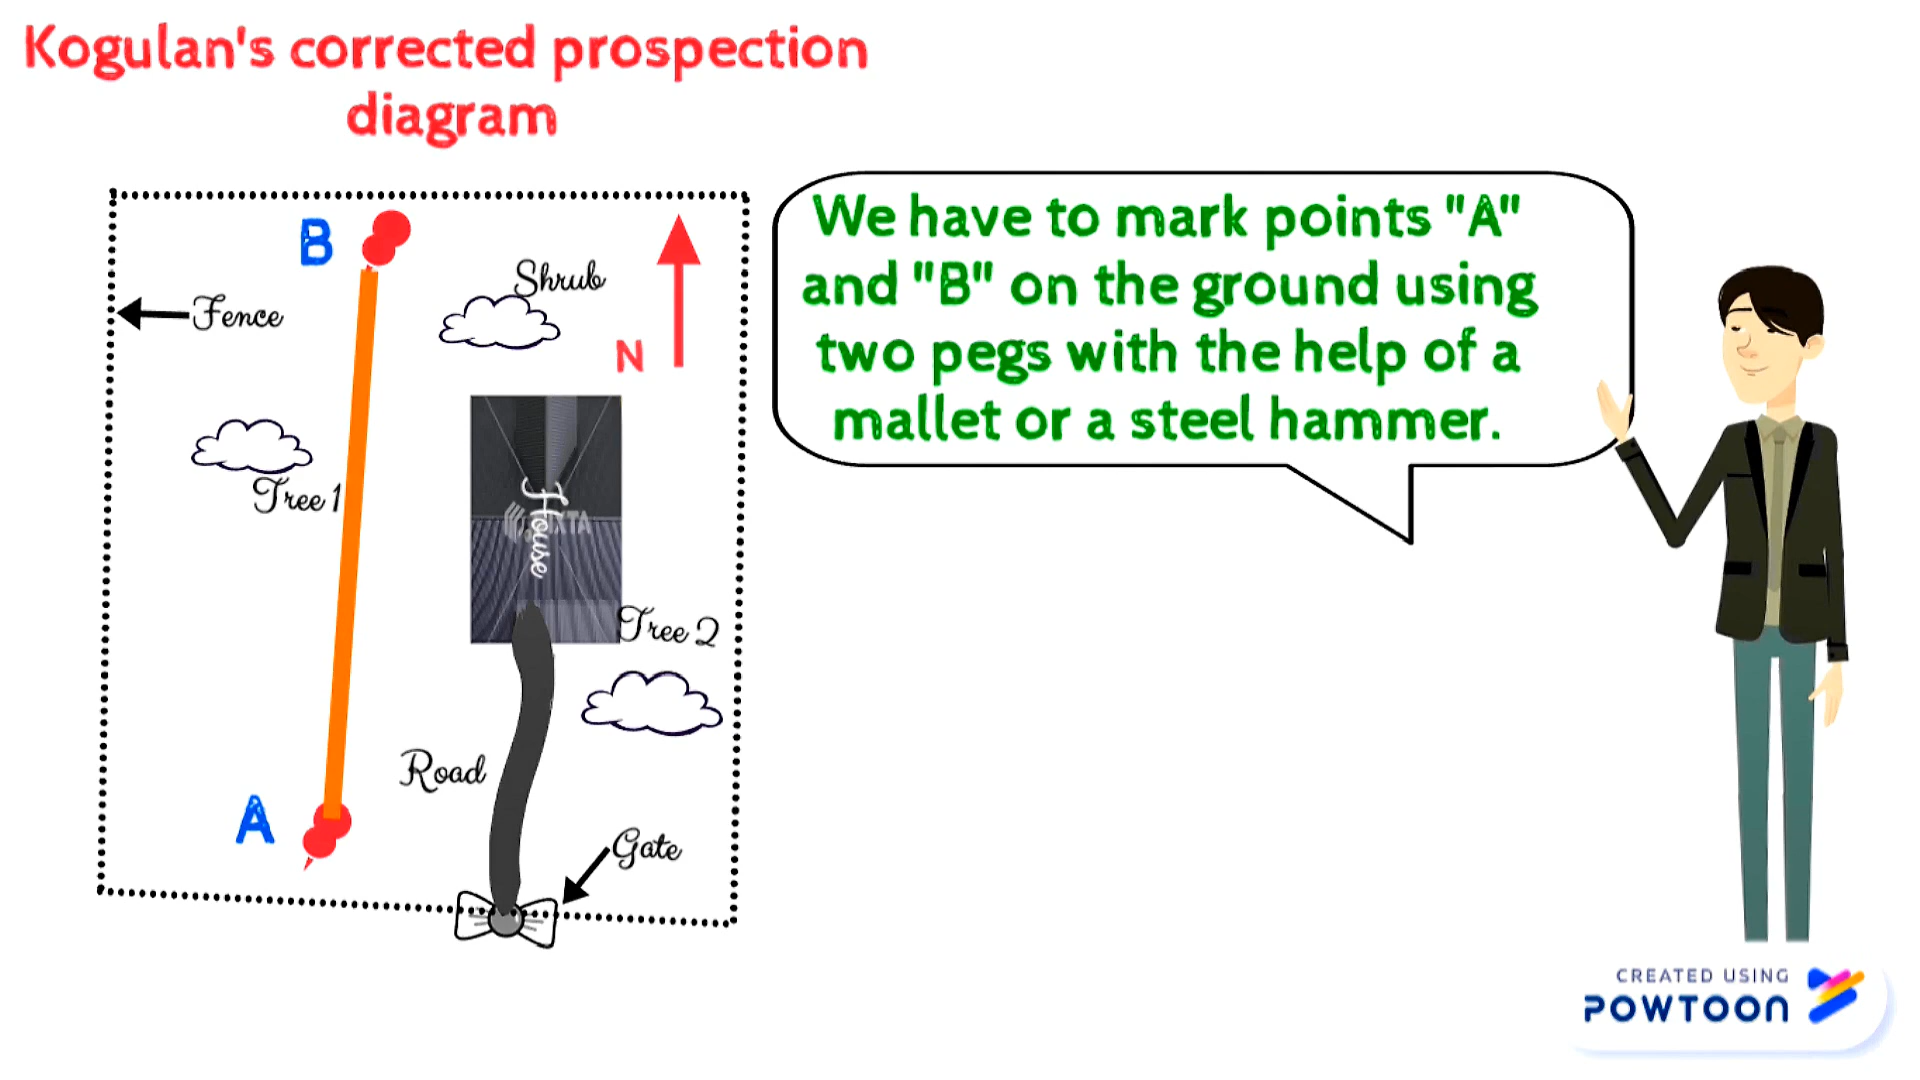 Kogulan's corrected prospection
diagram
B
Shrub
Fence
N
Tree 1
House
Tree 2
Road
A
Gate
We have to mark points "A"
and "B" on the ground using
two pegs with the help of a
mallet or a steel hammer.
CREATED USING
POWTOON